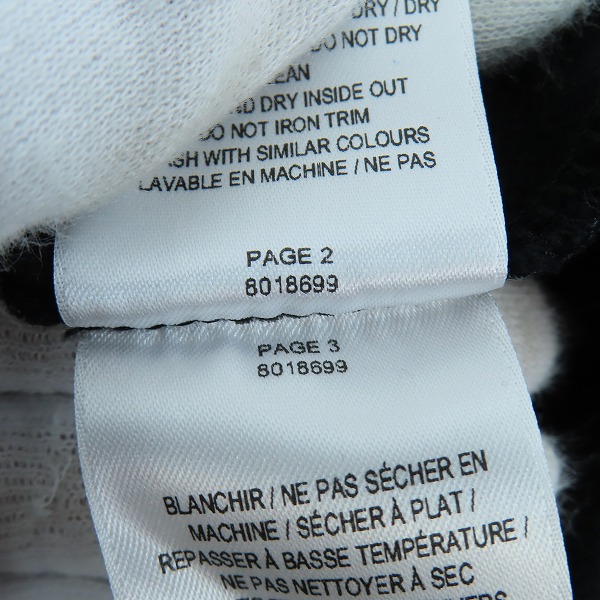 DRY / DRY
DO NOT DRY
AND DRY INSIDE OUT
DO NOT IRON TRIM
WITH SIMILAR COLOURS
LAVABLE EN MACHINE / NE PAS
PAGE 2
8018699
PAGE 3
8018699
BLANCHIR / NE PAS SÉCHER EN
MACHINE / SÉCHER À PLAT /
REPASSER À BASSE TEMPÉRATURE /
NE PAS NETTOYER À SEC